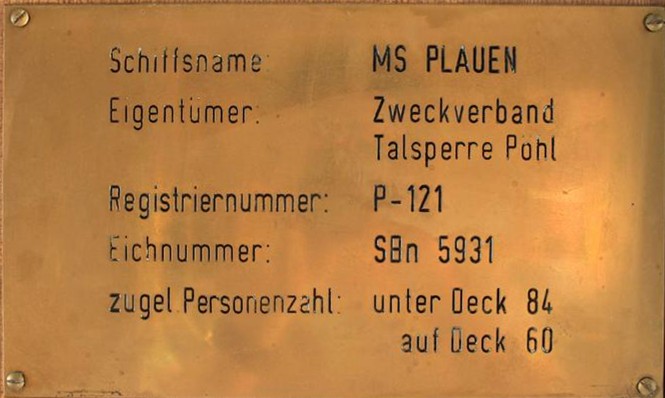 Schiffsname: MS PLAUEN
Eigentümer: Zweckverband
Talsperre Pöhl
Registriernummer: P-121
Eichnummer: SBn 5931
zugel. Personenzahl: unter Deck 84
auf Deck 60